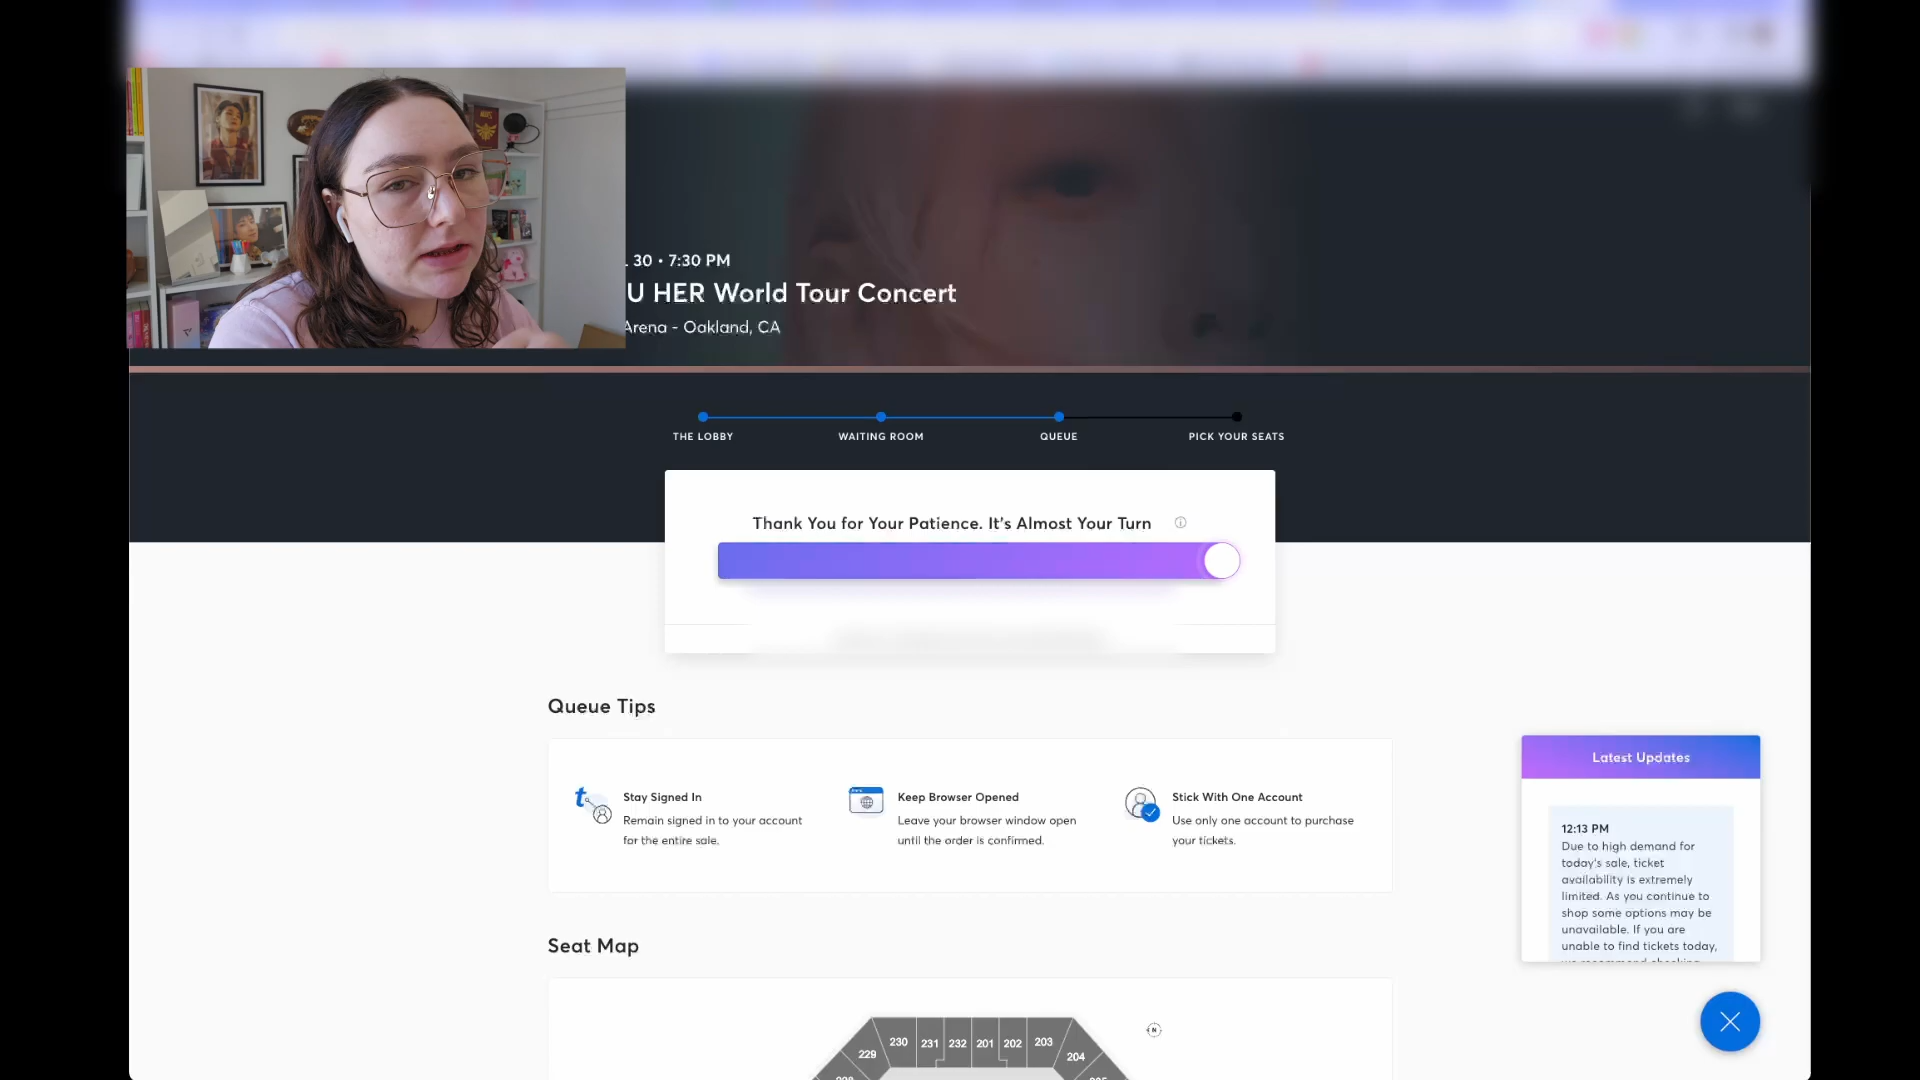 . 30 • 7:30 PM
U HER World Tour Concert
Arena - Oakland, CA
THE LOBBY
WAITING ROOM
QUEUE
PICK YOUR SEATS
Thank You for Your Patience. It's Almost Your Turn
Queue Tips
Stay Signed In
Remain signed in to your account
for the entire sale.
Keep Browser Opened
Leave your browser window open
until the order is confirmed.
Stick With One Account
Use only one account to purchase
your tickets.
Latest Updates
12:13 PM
Due to high demand for
today's sale, ticket
availability is extremely
limited. As you continue to
shop some options may be
unavailable. If you are
unable to find tickets today,
we recommend checking
Seat Map
230
231
232
201
202
203
229
204
N